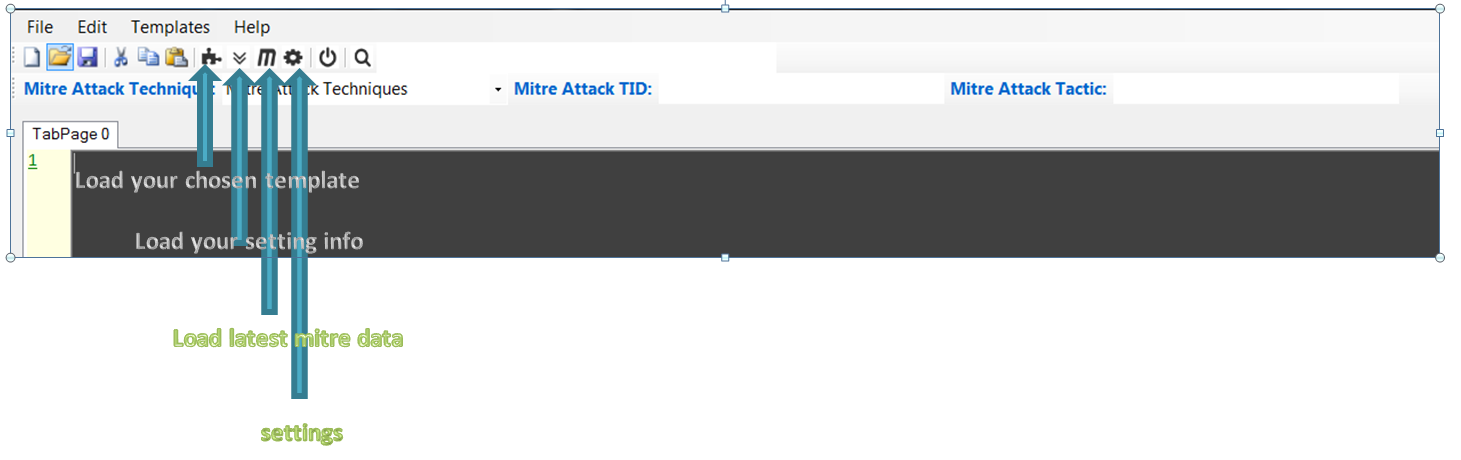 File Edit Templates Help
Mitre Attack Technique: Mitre Attack Techniques Mitre Attack TID: Mitre Attack Tactic:
TabPage 0
1
Load your chosen template
Load your setting info
Load latest mitre data
settings